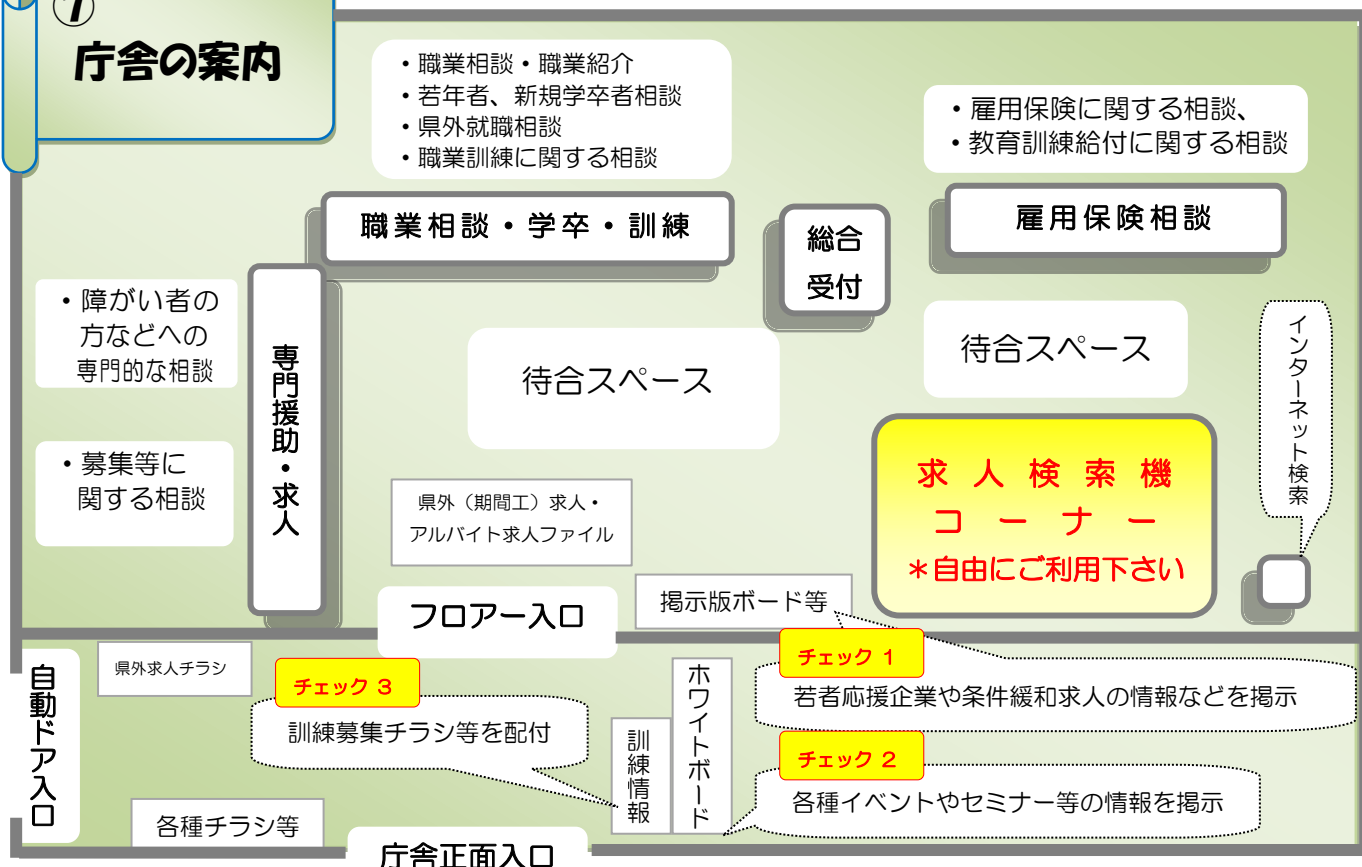 ⑦
庁舎の案内
・職業相談・職業紹介
・若年者、新規学卒者相談
・県外就職相談
・職業訓練に関する相談
・雇用保険に関する相談、
・教育訓練給付に関する相談
職業相談・学卒・訓練
総合
受付
雇用保険相談
・障がい者の
方などへの
専門的な相談
・募集等に
関する相談
専門援助・求人
待合スペース
待合スペース
インターネット検索
求人検索機
コーナー
＊自由にご利用下さい
県外（期間工）求人・
アルバイト求人ファイル
フロアー入口
掲示版ボード等
自動ドア入口
県外求人チラシ
チェック 3
訓練募集チラシ等を配付
訓練情報
ホワイトボード
チェック 1
若者応援企業や条件緩和求人の情報などを掲示
チェック 2
各種イベントやセミナー等の情報を掲示
各種チラシ等
庁舎正面入口